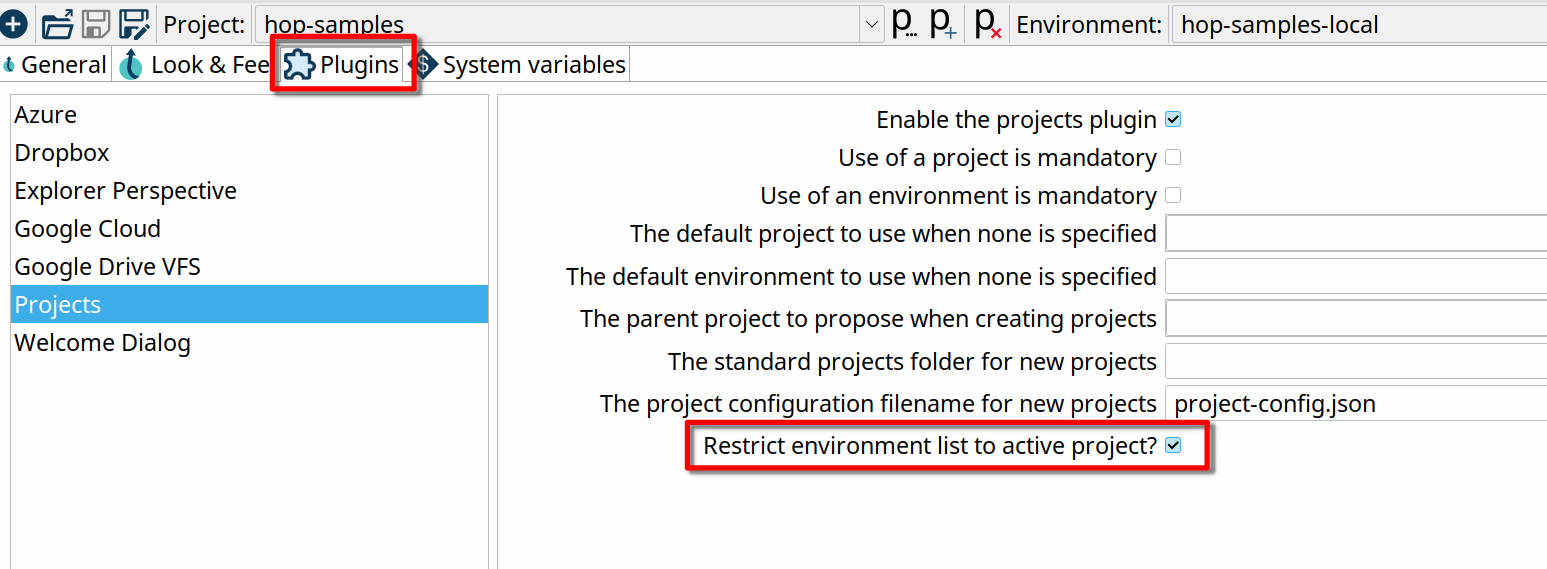 Project: hop-samples Environment: hop-samples-local
General Look & Fee Plugins System variables
Azure
Dropbox
Explorer Perspective
Google Cloud
Google Drive VFS
Projects
Welcome Dialog
Enable the projects plugin
Use of a project is mandatory
Use of an environment is mandatory
The default project to use when none is specified
The default environment to use when none is specified
The parent project to propose when creating projects
The standard projects folder for new projects
The project configuration filename for new projects project-config.json
Restrict environment list to active project?